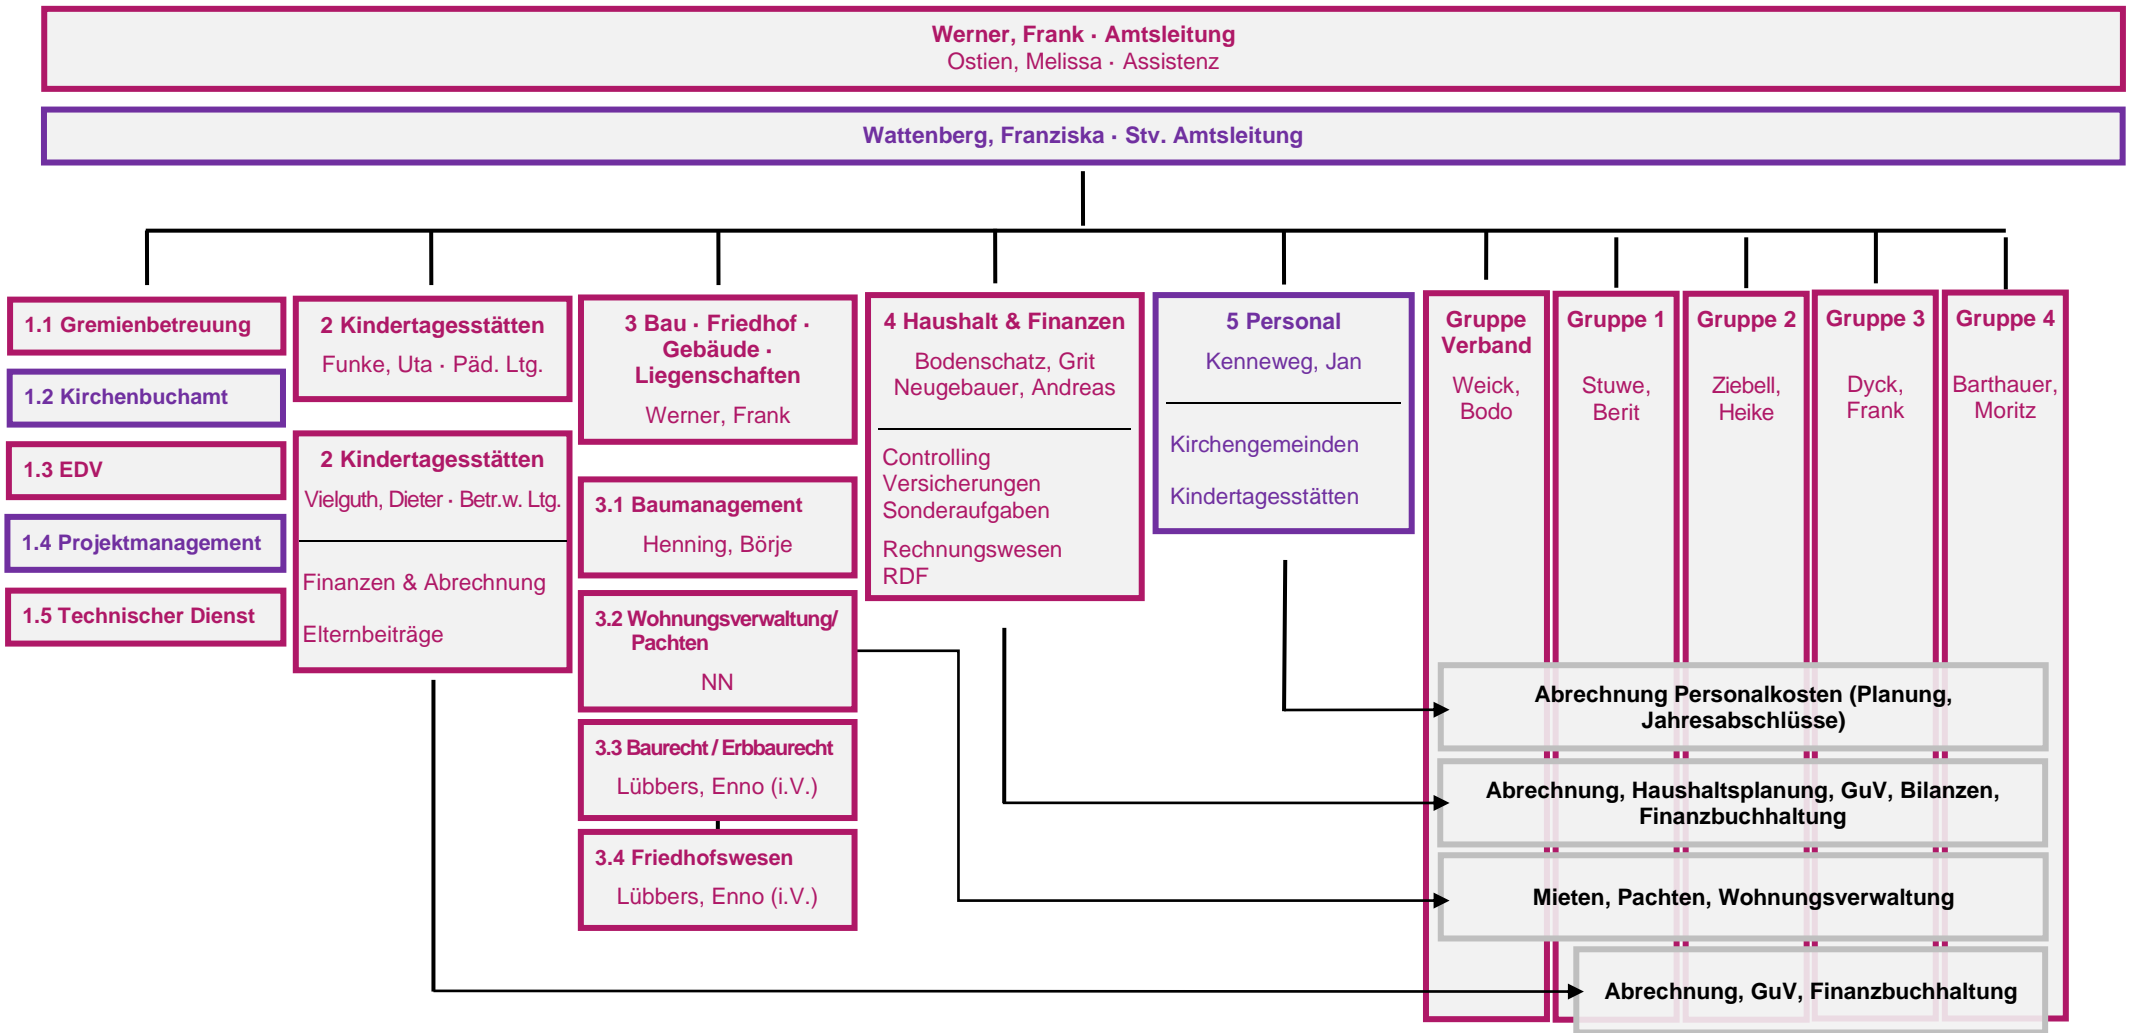 Werner, Frank · Amtsleitung
Ostien, Melissa · Assistenz
Wattenberg, Franziska · Stv. Amtsleitung
1.1 Gremienbetreuung
1.2 Kirchenbuchamt
1.3 EDV
1.4 Projektmanagement
1.5 Technischer Dienst
2 Kindertagesstätten
Funke, Uta · Päd. Ltg.
2 Kindertagesstätten
Vielguth, Dieter · Betr.w. Ltg.
Finanzen & Abrechnung
Elternbeiträge
3 Bau · Friedhof ·
Gebäude ·
Liegenschaften
Werner, Frank
3.1 Baumanagement
Henning, Börje
3.2 Wohnungsverwaltung/
Pachten
NN
3.3 Baurecht / Erbbaurecht
Lübbers, Enno (i.V.)
3.4 Friedhofswesen
Lübbers, Enno (i.V.)
4 Haushalt & Finanzen
Bodenschatz, Grit
Neugebauer, Andreas
Controlling
Versicherungen
Sonderaufgaben
Rechnungswesen
RDF
5 Personal
Kenneweg, Jan
Kirchengemeinden
Kindertagesstätten
Gruppe
Verband
Weick,
Bodo
Gruppe 1
Stuwe,
Berit
Gruppe 2
Ziebell,
Heike
Gruppe 3
Dyck,
Frank
Gruppe 4
Barthauer,
Moritz
Abrechnung Personalkosten (Planung,
Jahresabschlüsse)
Abrechnung, Haushaltsplanung, GuV, Bilanzen,
Finanzbuchhaltung
Mieten, Pachten, Wohnungsverwaltung
Abrechnung, GuV, Finanzbuchhaltung